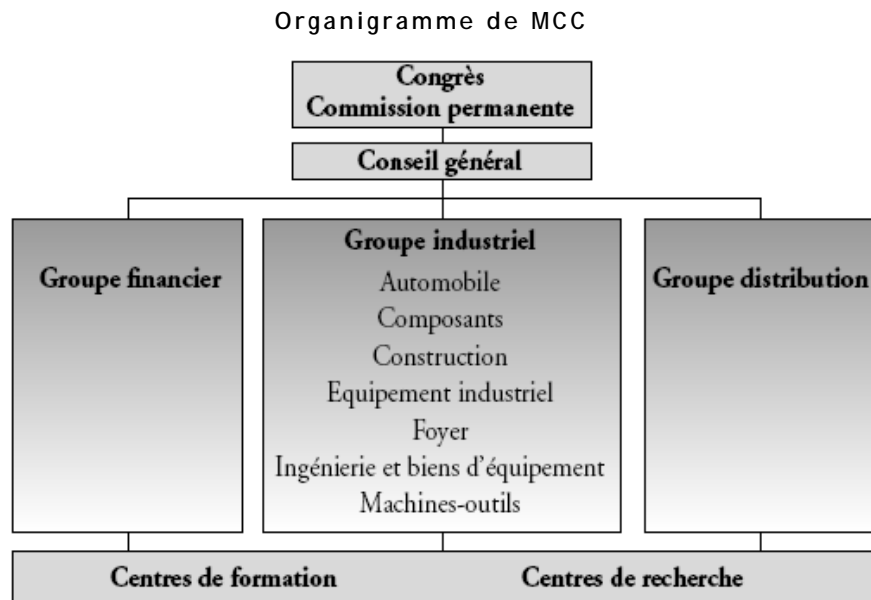 Organigramme de MCC
Congrès
Commission permanente
Conseil général
Groupe financier
Groupe industriel
Automobile
Composants
Construction
Equipement industriel
Foyer
Ingénierie et biens d'équipement
Machines-outils
Groupe distribution
Centres de formation
Centres de recherche